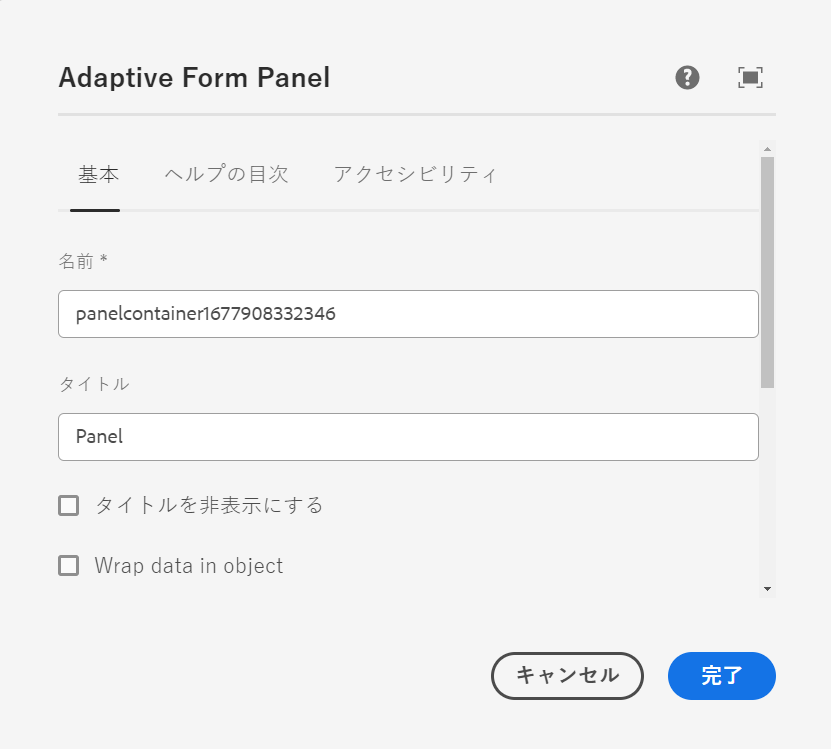 Adaptive Form Panel
基本 ヘルプの目次 アクセシビリティ
名前 *
panelcontainer1677908332346
タイトル
Panel
タイトルを非表示にする
Wrap data in object
キャンセル 完了